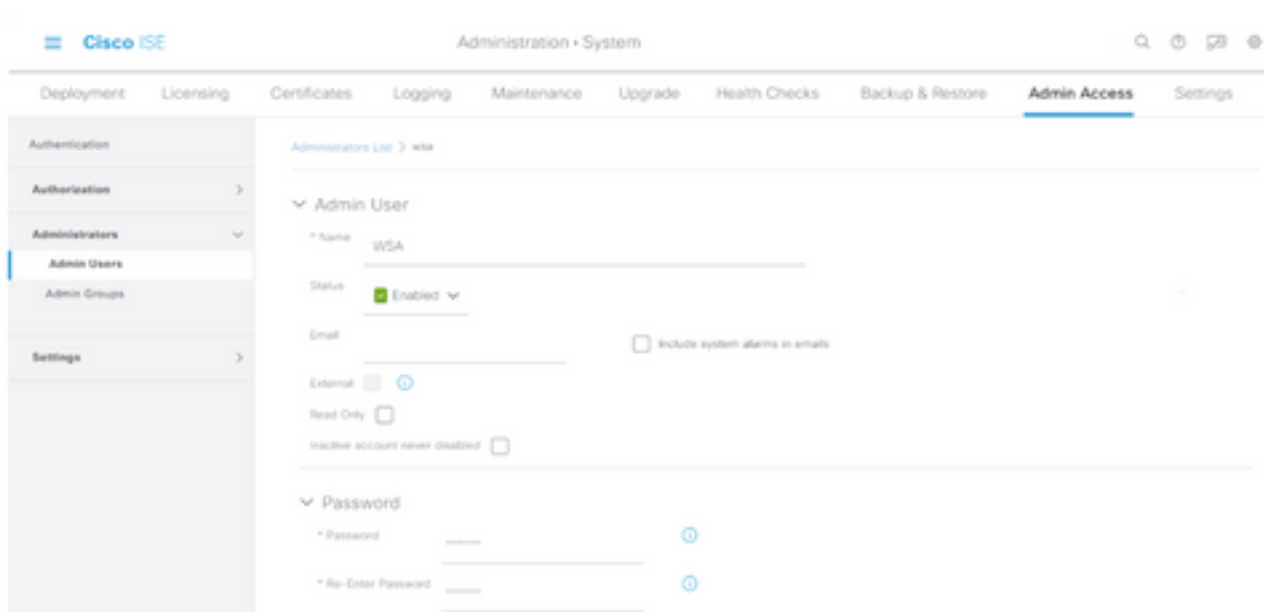 Cisco ISE
Administration • System
Deployment Licensing Certificates Logging Maintenance Upgrade Health Checks Backup & Restore Admin Access Settings
Authentication
Authorization
Administrators
Admin Users
Admin Groups
Settings
Administrators List > WSA
Admin User
* Name WSA
Status Enabled
Email Include system alarms in emails
External
Read Only
Inactive account never disabled
Password
* Password ........
* Re-Enter Password ........